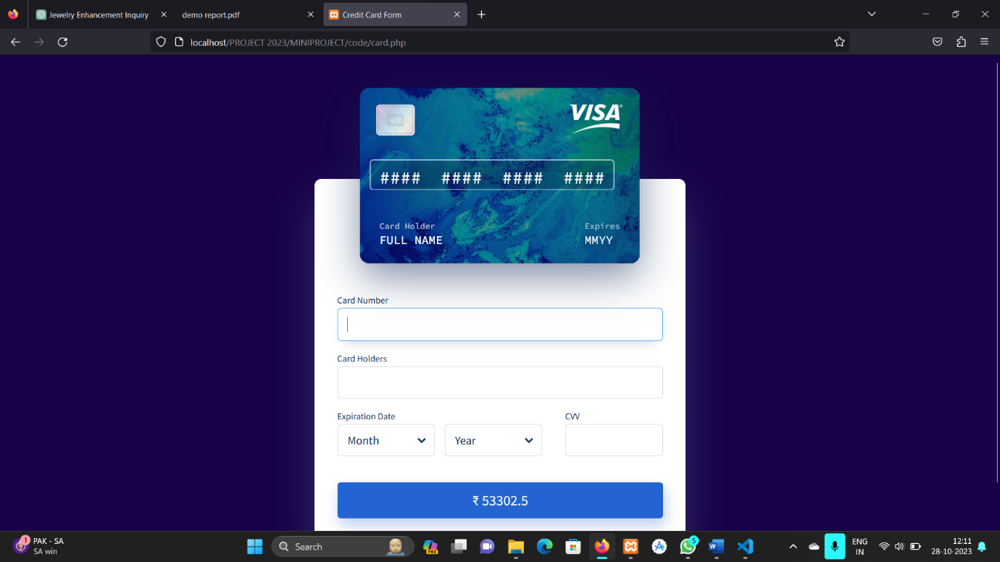 Jewelry Enhancement Inquiry
demo report.pdf
Credit Card Form
localhost/PROJECT 2023/MINIPROJECT/code/card.php
VISA
#### #### #### ####
Card Holder
FULL NAME
Expires
MMYY
Card Number
Card Holders
Expiration Date
CVV
Month
Year
₹ 53302.5
1
PAK - SA
SA win
Search
PRE
5
W
ENG
IN
12:11
28-10-2023